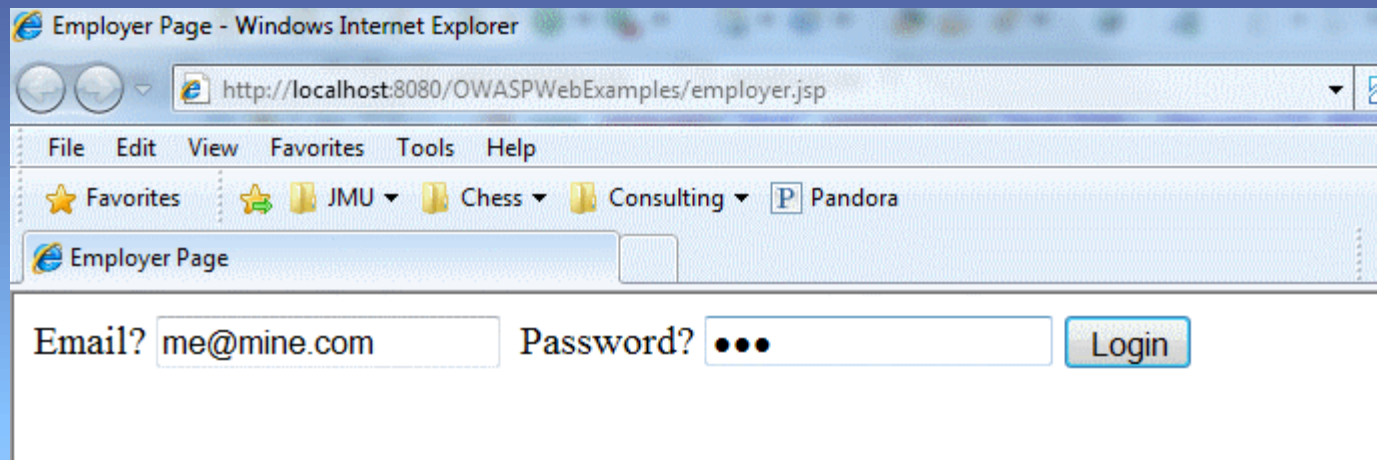 Employer Page - Windows Internet Explorer
http://localhost:8080/OWASPWebExamples/employer.jsp
File Edit View Favorites Tools Help
Favorites JMU Chess Consulting P Pandora
Employer Page
Email? me@mine.com Password? ●●● Login